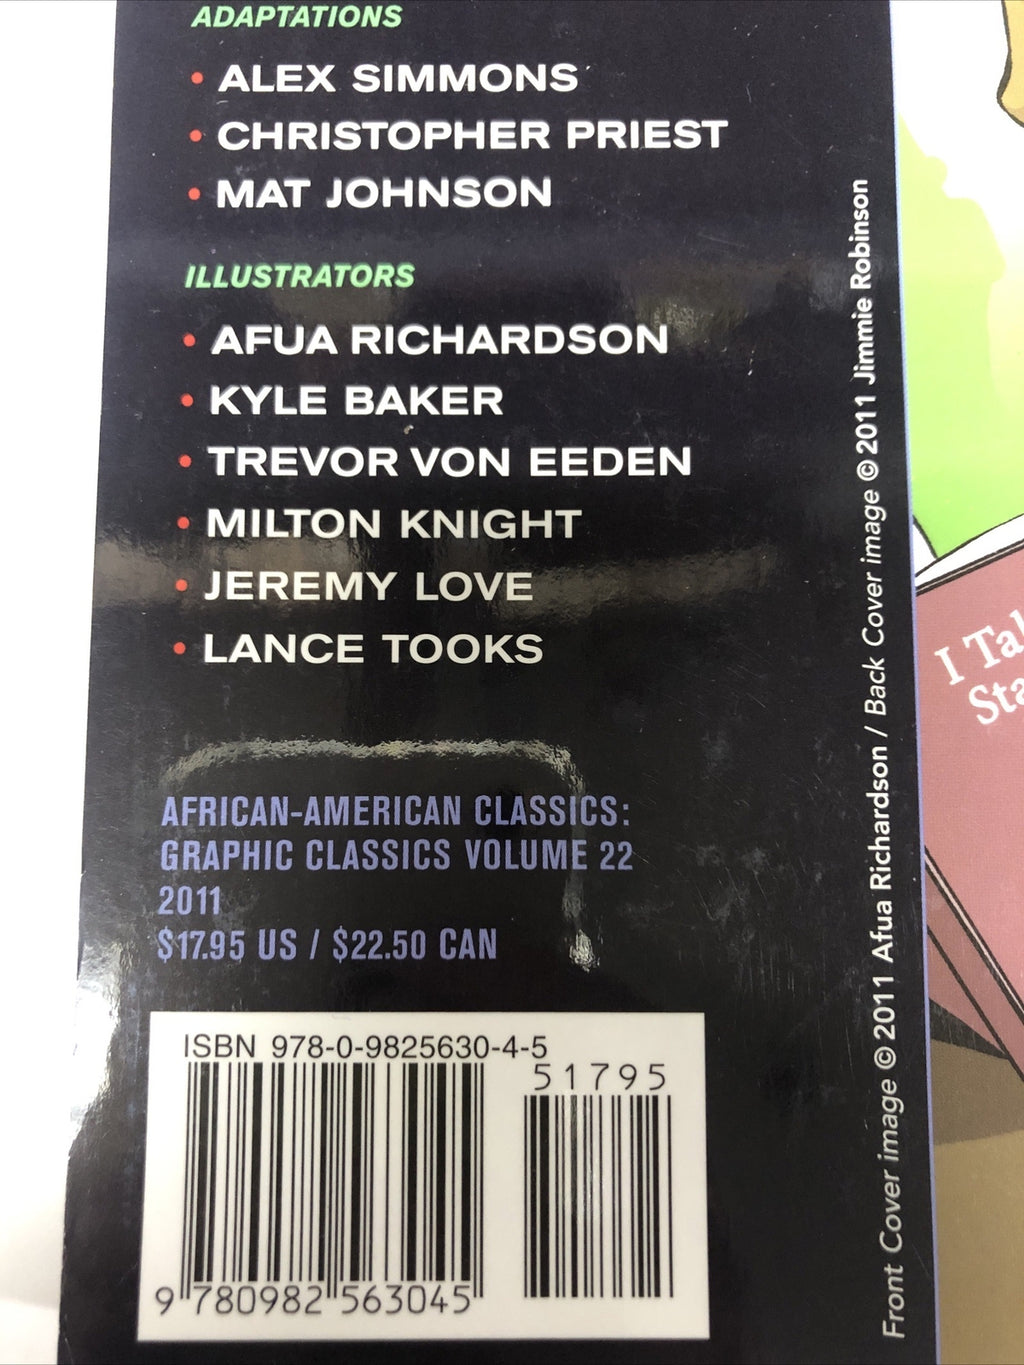 ADAPTATIONS
• ALEX SIMMONS
• CHRISTOPHER PRIEST
• MAT JOHNSON
ILLUSTRATORS
• AFUA RICHARDSON
• KYLE BAKER
• TREVOR VON EEDEN
• MILTON KNIGHT
• JEREMY LOVE
• LANCE TOOKS
AFRICAN-AMERICAN CLASSICS:
GRAPHIC CLASSICS VOLUME 22
2011
$17.95 US / $22.50 CAN
ISBN 978-0-9825630-4-5
51795
9 780982 563045
Front Cover image © 2011 Afua Richardson / Back Cover image © 2011 Jimmie Robinson
I